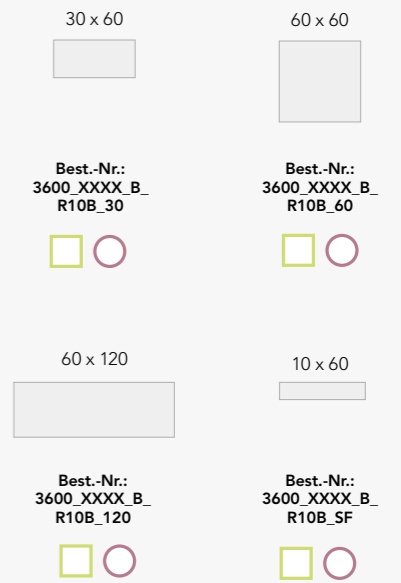 30 x 60
Best.-Nr.:
3600_XXXX_B_
R10B_30
60 x 60
Best.-Nr.:
3600_XXXX_B_
R10B_60
60 x 120
Best.-Nr.:
3600_XXXX_B_
R10B_120
10 x 60
Best.-Nr.:
3600_XXXX_B_
R10B_SF